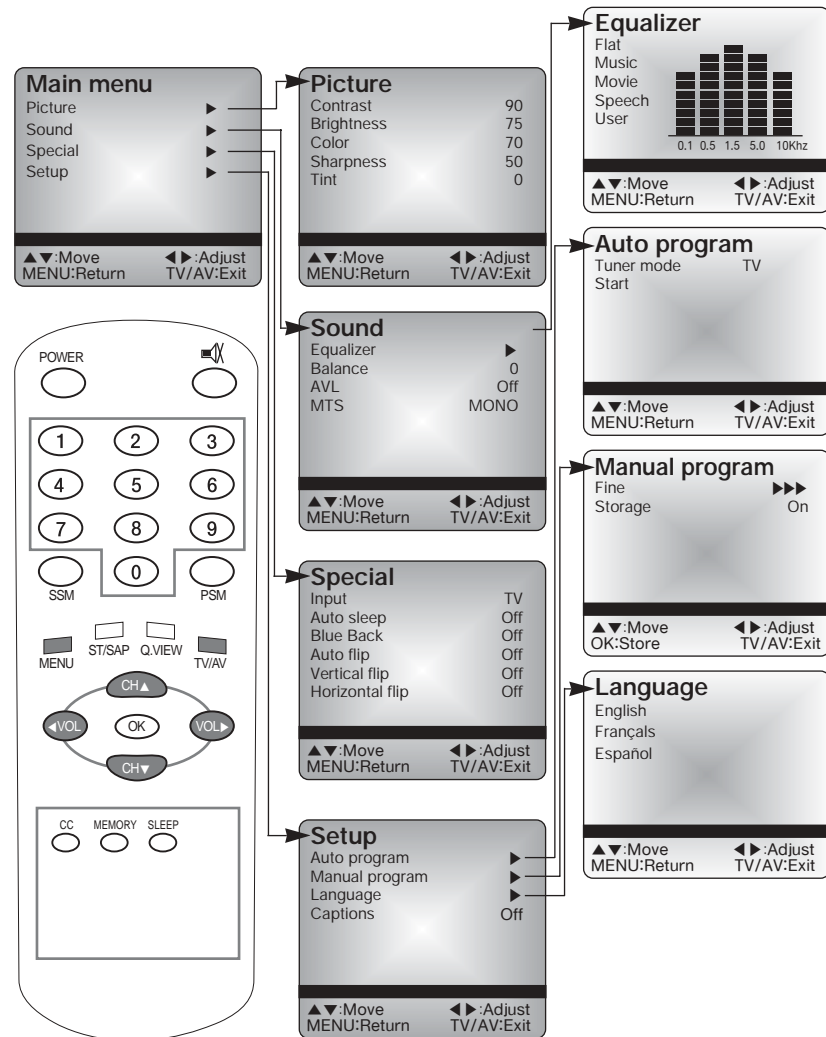 Main menu
Picture ▶
Sound ▶
Special ▶
Setup ▶
▲▼:Move ◀ ▶:Adjust
MENU:Return TV/AV:Exit
POWER
1 2 3
4 5 6
7 8 9
0
SSM PSM
MENU ST/SAP Q.VIEW TV/AV
CH▲
◀VOL OK VOL▶
CH▼
CC MEMORY SLEEP
Picture
Contrast 90
Brightness 75
Color 70
Sharpness 50
Tint 0
▲▼:Move ◀ ▶:Adjust
MENU:Return TV/AV:Exit
Sound
Equalizer ▶
Balance 0
AVL Off
MTS MONO
▲▼:Move ◀ ▶:Adjust
MENU:Return TV/AV:Exit
Special
Input TV
Auto sleep Off
Blue Back Off
Auto flip Off
Vertical flip Off
Horizontal flip Off
▲▼:Move ◀ ▶:Adjust
MENU:Return TV/AV:Exit
Setup
Auto program ▶
Manual program ▶
Language ▶
Captions Off
▲▼:Move ◀ ▶:Adjust
MENU:Return TV/AV:Exit
Equalizer
Flat
Music
Movie
Speech
User
0.1 0.5 1.5 5.0 10Khz
▲▼:Move ◀ ▶:Adjust
MENU:Return TV/AV:Exit
Auto program
Tuner mode TV
Start
▲▼:Move ◀ ▶:Adjust
MENU:Return TV/AV:Exit
Manual program
Fine ▶▶▶
Storage On
▲▼:Move ◀ ▶:Adjust
OK:Store TV/AV:Exit
Language
English
Françals
Español
▲▼:Move ◀ ▶:Adjust
MENU:Return TV/AV:Exit